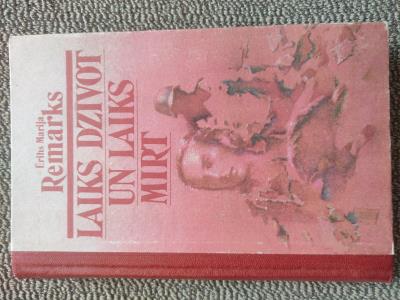 Ērihs Marija
Remarks
LAIKS DZĪVOT
UN LAIKS
MIRT